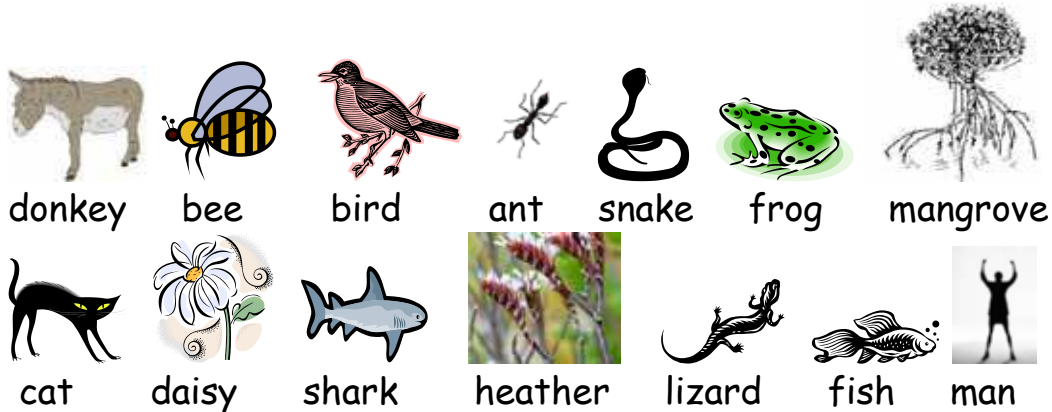 donkey bee bird ant snake frog mangrove
cat daisy shark heather lizard fish man